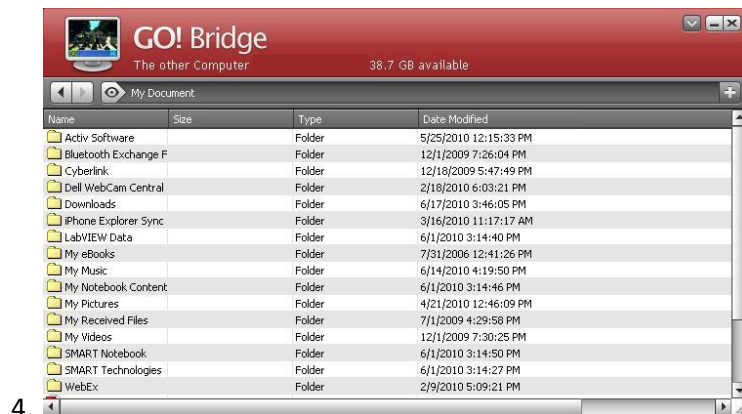 GO! Bridge
The other Computer 38.7 GB available
My Document
Name Size Type Date Modified
Activ Software Folder 5/25/2010 12:15:33 PM
Bluetooth Exchange F Folder 12/1/2009 7:26:04 PM
Cyberlink Folder 12/18/2009 5:47:49 PM
Dell WebCam Central Folder 2/18/2010 6:03:21 PM
Downloads Folder 6/17/2010 3:46:05 PM
iPhone Explorer Sync Folder 3/16/2010 11:17:17 AM
LabVIEW Data Folder 6/1/2010 3:14:40 PM
My eBooks Folder 7/31/2006 12:41:26 PM
My Music Folder 6/14/2010 4:19:50 PM
My Notebook Content Folder 6/1/2010 3:14:46 PM
My Pictures Folder 4/21/2010 12:46:09 PM
My Received Files Folder 7/1/2009 4:29:58 PM
My Videos Folder 12/1/2009 7:30:25 PM
SMART Notebook Folder 6/1/2010 3:14:50 PM
SMART Technologies Folder 6/1/2010 3:14:27 PM
WebEx Folder 2/9/2010 5:09:21 PM
4.